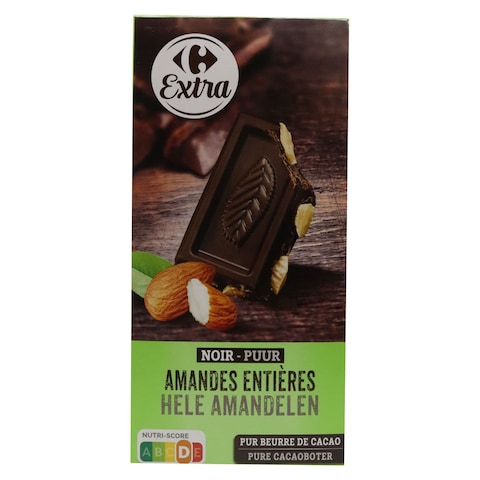 Extra
NOIR - PUUR
AMANDES ENTIÈRES
HELE AMANDELEN
NUTRI-SCORE
A B C D E
PUR BEURRE DE CACAO
PURE CACAOBOTER